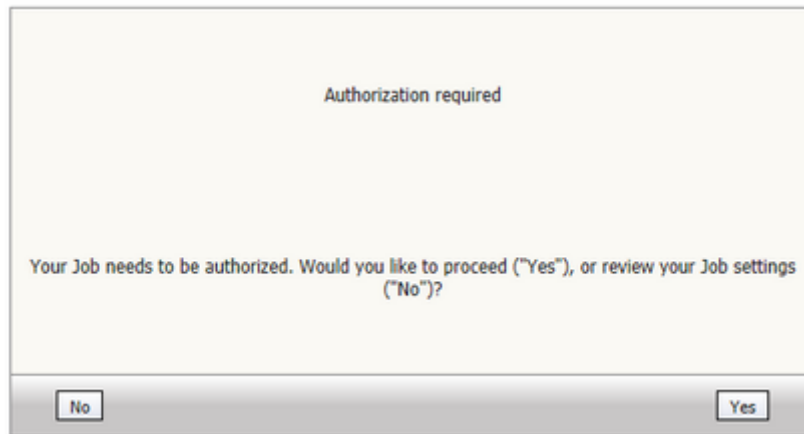 Authorization required
Your Job needs to be authorized. Would you like to proceed ("Yes"), or review your Job settings
("No")?
No
Yes